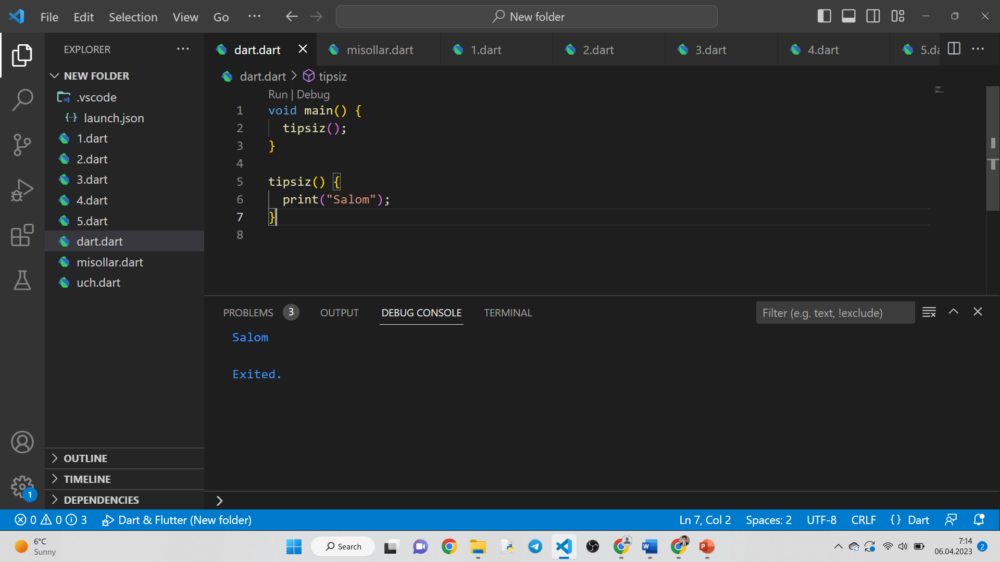 File Edit Selection View Go ··· New folder
EXPLORER ···
dart.dart misollar.dart 1.dart 2.dart 3.dart 4.dart 5.da ···
NEW FOLDER
.vscode
launch.json
1.dart
2.dart
3.dart
4.dart
5.dart
dart.dart
misollar.dart
uch.dart
OUTLINE
TIMELINE
DEPENDENCIES
dart.dart > tipsiz
Run | Debug
1 void main() {
2 tipsiz();
3 }
4
5 tipsiz() {
6 print("Salom");
7 }
8
PROBLEMS 3 OUTPUT DEBUG CONSOLE TERMINAL Filter (e.g. text, !exclude)
Salom
Exited.
>
1
0 0 3 Dart & Flutter (New folder) Ln 7, Col 2 Spaces: 2 UTF-8 CRLF {} Dart
6°C
Sunny
Search
W P
7:14
06.04.2023
2